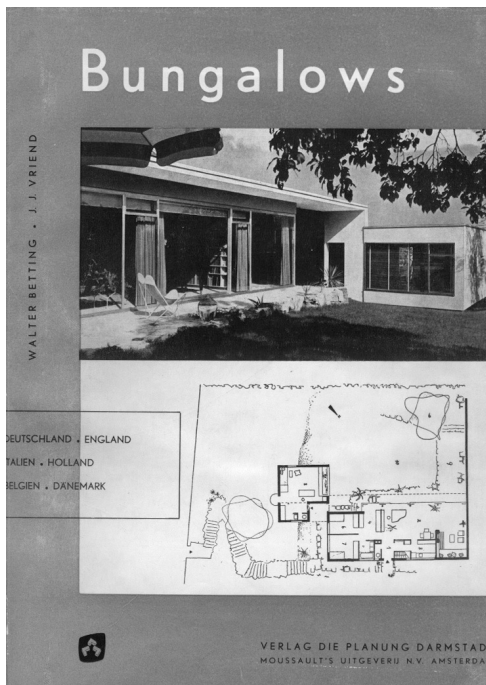 Bungalows
WALTER BETTING • J. J. VRIEND
DEUTSCHLAND • ENGLAND
ITALIEN • HOLLAND
BELGIEN • DÄNEMARK
VERLAG DIE PLANUNG DARMSTAD
MOUSSAULT'S UITGEVERIJ N.V. AMSTERDA